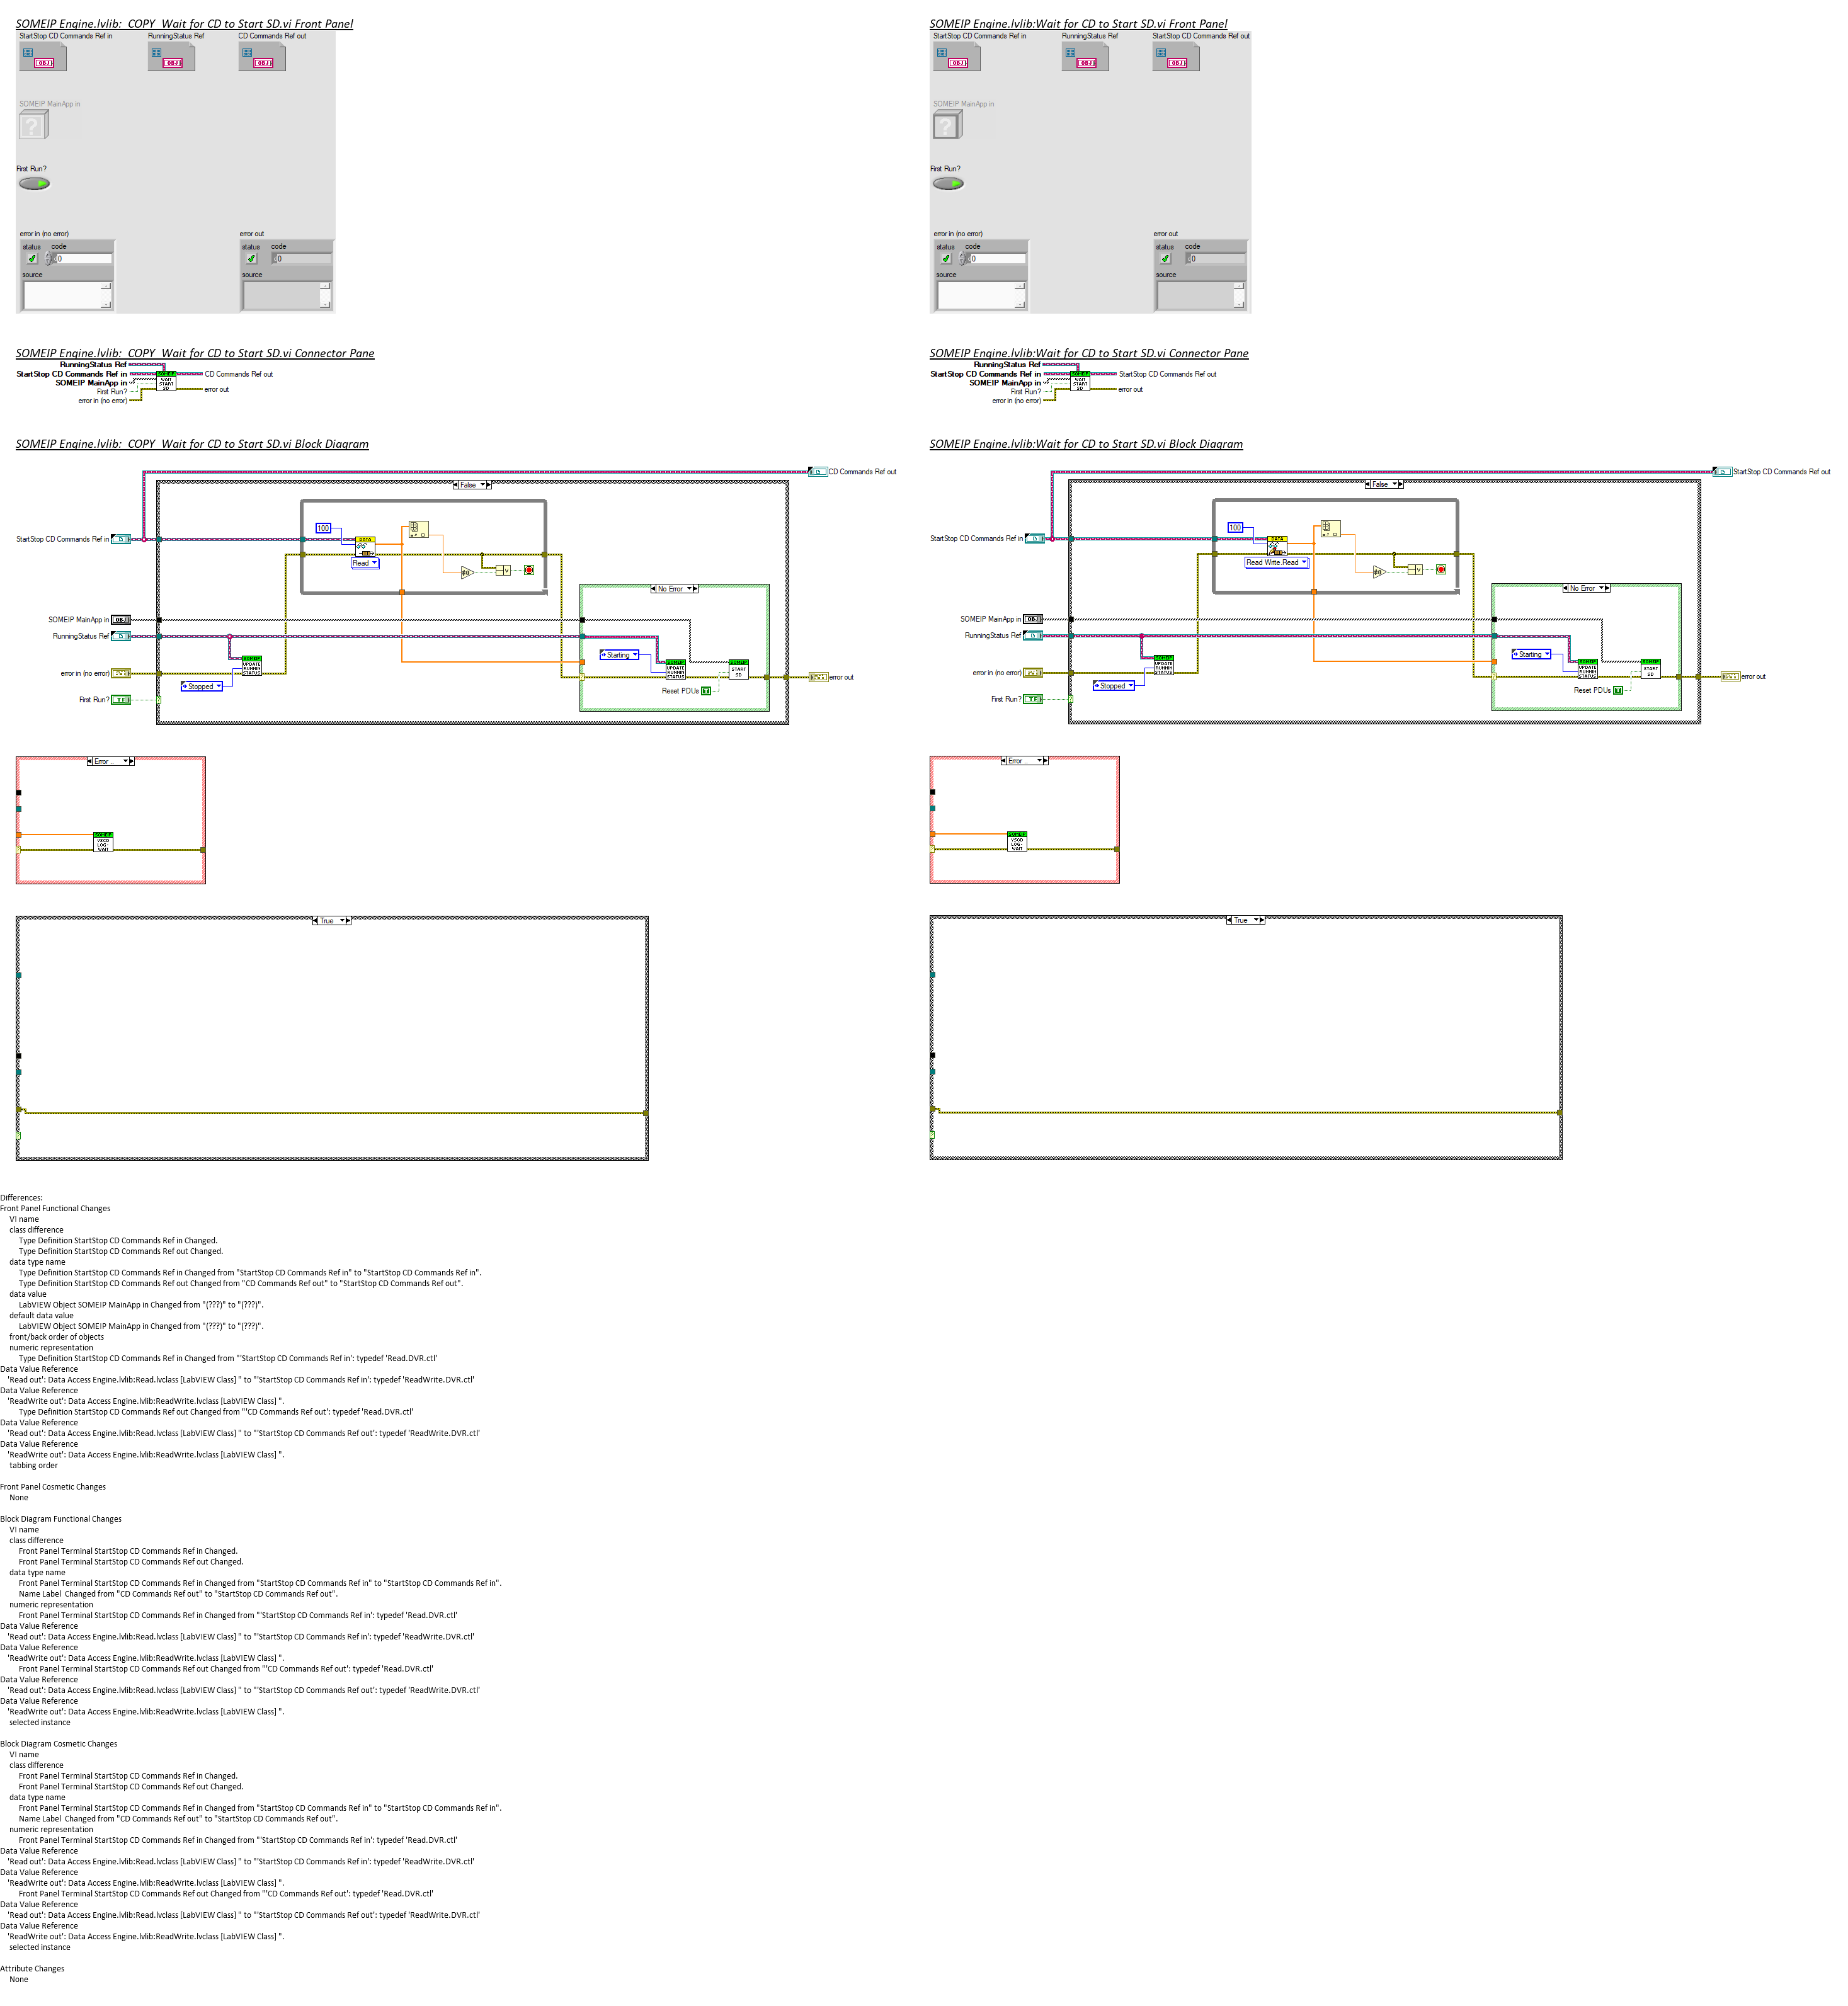 SOMEIP Engine.lvlib:  COPY  Wait for CD to Start SD.vi Front Panel
StartStop CD Commands Ref in
RunningStatus Ref
CD Commands Ref out
OBJ
OBJ
OBJ
SOMEIP MainApp in
?
First Run?
error in (no error)
status
code
0
source
error out
status
code
0
source
SOMEIP Engine.lvlib:Wait for CD to Start SD.vi Front Panel
StartStop CD Commands Ref in
RunningStatus Ref
StartStop CD Commands Ref out
OBJ
OBJ
OBJ
SOMEIP MainApp in
?
First Run?
error in (no error)
status
code
0
source
error out
status
code
0
source
SOMEIP Engine.lvlib:  COPY  Wait for CD to Start SD.vi Connector Pane
RunningStatus Ref
StartStop CD Commands Ref in
SOMEIP MainApp in
First Run?
error in (no error)
SOMEIP
WAIT
START
SD
CD Commands Ref out
error out
SOMEIP Engine.lvlib:Wait for CD to Start SD.vi Connector Pane
RunningStatus Ref
StartStop CD Commands Ref in
SOMEIP MainApp in
First Run?
error in (no error)
SOMEIP
WAIT
START
SD
StartStop CD Commands Ref out
error out
SOMEIP Engine.lvlib:  COPY  Wait for CD to Start SD.vi Block Diagram
CD Commands Ref out
False
100
DATA
Read
StartStop CD Commands Ref in
No Error
SOMEIP MainApp in
OBJ
RunningStatus Ref
Starting
SOMEIP
UPDATE
RUNNIN
STATUS
SOMEIP
UPDATE
RUNNIN
STATUS
SOMEIP
START
SD
error in (no error)
error out
Stopped
Reset PDUs
First Run?
TF
Error ..
SOMEIP
VSCD
LOG-
WAIT
True
SOMEIP Engine.lvlib:Wait for CD to Start SD.vi Block Diagram
StartStop CD Commands Ref out
False
100
DATA
Read Write.Read
StartStop CD Commands Ref in
No Error
SOMEIP MainApp in
OBJ
RunningStatus Ref
Starting
SOMEIP
UPDATE
RUNNIN
STATUS
SOMEIP
UPDATE
RUNNIN
STATUS
SOMEIP
START
SD
error in (no error)
error out
Stopped
Reset PDUs
First Run?
TF
Error ..
SOMEIP
VSCD
LOG-
WAIT
True
Differences:
Front Panel Functional Changes
VI name
class difference
Type Definition StartStop CD Commands Ref in Changed.
Type Definition StartStop CD Commands Ref out Changed.
data type name
Type Definition StartStop CD Commands Ref in Changed from "StartStop CD Commands Ref in" to "StartStop CD Commands Ref in".
Type Definition StartStop CD Commands Ref out Changed from "CD Commands Ref out" to "StartStop CD Commands Ref out".
data value
LabVIEW Object SOMEIP MainApp in Changed from "(???)" to "(???)".
default data value
LabVIEW Object SOMEIP MainApp in Changed from "(???)" to "(???)".
front/back order of objects
numeric representation
Type Definition StartStop CD Commands Ref in Changed from "'StartStop CD Commands Ref in': typedef 'Read.DVR.ctl'
Data Value Reference
'Read out': Data Access Engine.lvlib:Read.lvclass [LabVIEW Class] " to "'StartStop CD Commands Ref in': typedef 'ReadWrite.DVR.ctl'
Data Value Reference
'ReadWrite out': Data Access Engine.lvlib:ReadWrite.lvclass [LabVIEW Class] ".
Type Definition StartStop CD Commands Ref out Changed from "'CD Commands Ref out': typedef 'Read.DVR.ctl'
Data Value Reference
'Read out': Data Access Engine.lvlib:Read.lvclass [LabVIEW Class] " to "'StartStop CD Commands Ref out': typedef 'ReadWrite.DVR.ctl'
Data Value Reference
'ReadWrite out': Data Access Engine.lvlib:ReadWrite.lvclass [LabVIEW Class] ".
tabbing order
Front Panel Cosmetic Changes
None
Block Diagram Functional Changes
VI name
class difference
Front Panel Terminal StartStop CD Commands Ref in Changed.
Front Panel Terminal StartStop CD Commands Ref out Changed.
data type name
Front Panel Terminal StartStop CD Commands Ref in Changed from "StartStop CD Commands Ref in" to "StartStop CD Commands Ref in".
Name Label  Changed from "CD Commands Ref out" to "StartStop CD Commands Ref out".
numeric representation
Front Panel Terminal StartStop CD Commands Ref in Changed from "'StartStop CD Commands Ref in': typedef 'Read.DVR.ctl'
Data Value Reference
'Read out': Data Access Engine.lvlib:Read.lvclass [LabVIEW Class] " to "'StartStop CD Commands Ref in': typedef 'ReadWrite.DVR.ctl'
Data Value Reference
'ReadWrite out': Data Access Engine.lvlib:ReadWrite.lvclass [LabVIEW Class] ".
Front Panel Terminal StartStop CD Commands Ref out Changed from "'CD Commands Ref out': typedef 'Read.DVR.ctl'
Data Value Reference
'Read out': Data Access Engine.lvlib:Read.lvclass [LabVIEW Class] " to "'StartStop CD Commands Ref out': typedef 'ReadWrite.DVR.ctl'
Data Value Reference
'ReadWrite out': Data Access Engine.lvlib:ReadWrite.lvclass [LabVIEW Class] ".
selected instance
Block Diagram Cosmetic Changes
VI name
class difference
Front Panel Terminal StartStop CD Commands Ref in Changed.
Front Panel Terminal StartStop CD Commands Ref out Changed.
data type name
Front Panel Terminal StartStop CD Commands Ref in Changed from "StartStop CD Commands Ref in" to "StartStop CD Commands Ref in".
Name Label  Changed from "CD Commands Ref out" to "StartStop CD Commands Ref out".
numeric representation
Front Panel Terminal StartStop CD Commands Ref in Changed from "'StartStop CD Commands Ref in': typedef 'Read.DVR.ctl'
Data Value Reference
'Read out': Data Access Engine.lvlib:Read.lvclass [LabVIEW Class] " to "'StartStop CD Commands Ref in': typedef 'ReadWrite.DVR.ctl'
Data Value Reference
'ReadWrite out': Data Access Engine.lvlib:ReadWrite.lvclass [LabVIEW Class] ".
Front Panel Terminal StartStop CD Commands Ref out Changed from "'CD Commands Ref out': typedef 'Read.DVR.ctl'
Data Value Reference
'Read out': Data Access Engine.lvlib:Read.lvclass [LabVIEW Class] " to "'StartStop CD Commands Ref out': typedef 'ReadWrite.DVR.ctl'
Data Value Reference
'ReadWrite out': Data Access Engine.lvlib:ReadWrite.lvclass [LabVIEW Class] ".
selected instance
Attribute Changes
None